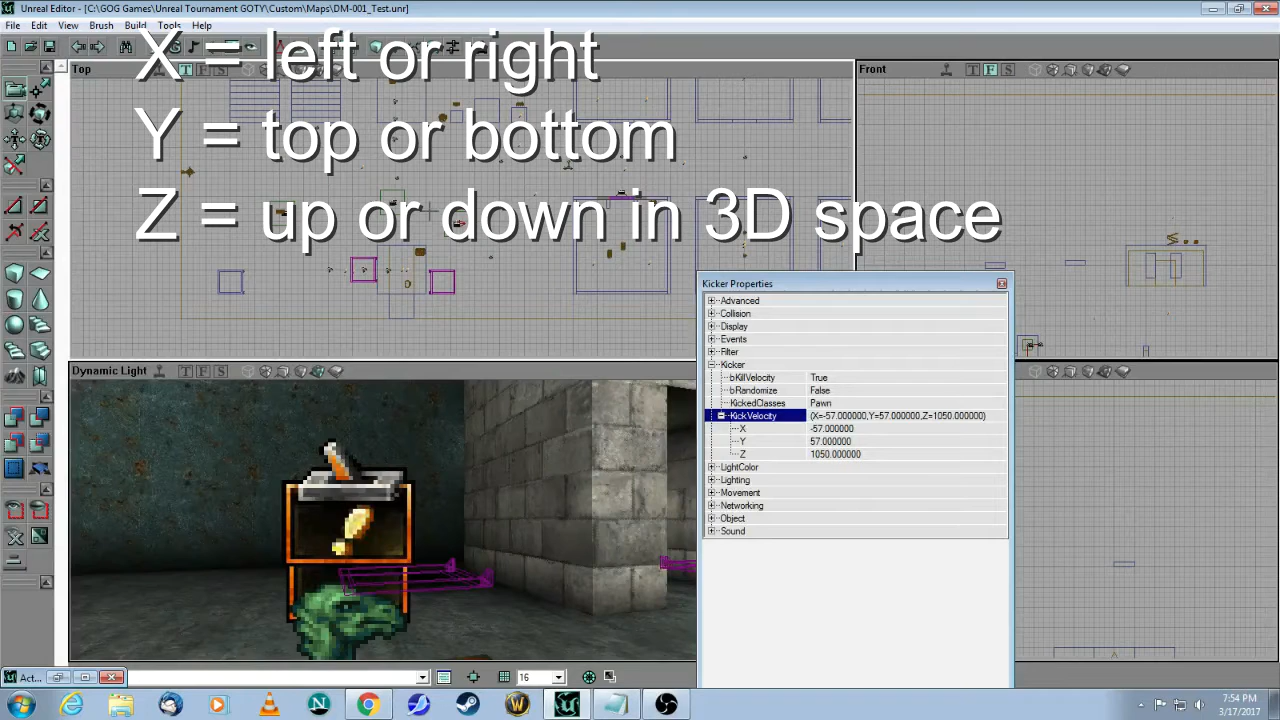 Unreal Editor - [C:\GOG Games\Unreal Tournament GOTY\Custom\Maps\DM-001_Test.unr]
File Edit View Brush Build Tools Help
X = left or right
Y = top or bottom
Z = up or down in 3D space
Top T F S
Front T F S
Kicker Properties
Advanced
Collision
Display
Events
Filter
Kicker
bKillVelocity True
bRandomize False
KickedClasses Pawn
KickVelocity (X=-57.000000,Y=57.000000,Z=1050.000000)
X -57.000000
Y 57.000000
Z 1050.000000
LightColor
Lighting
Movement
Networking
Object
Sound
Dynamic Light T F S
Act...
16
7:54 PM
3/17/2017